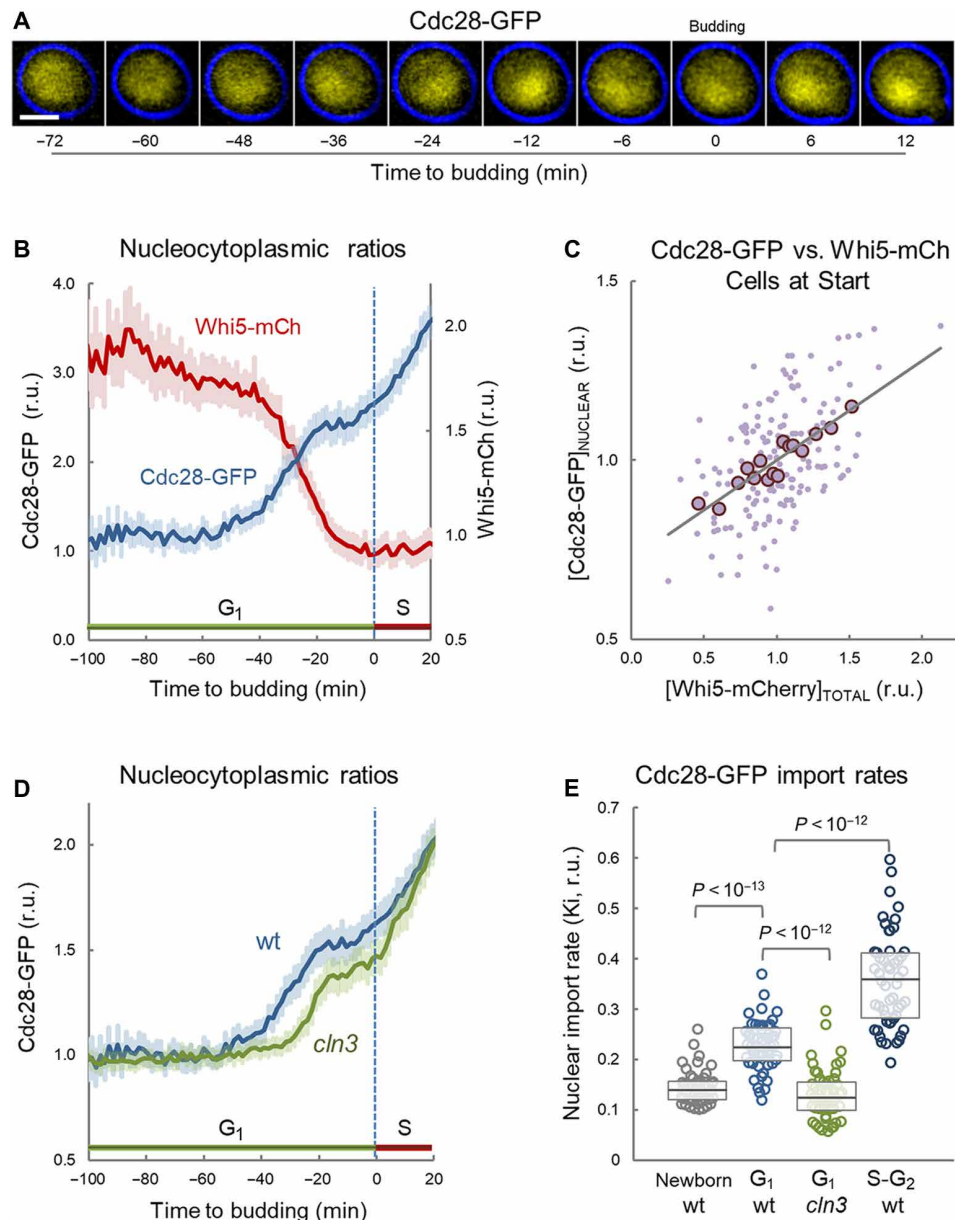 A
Cdc28-GFP
Budding
−72 −60 −48 −36 −24 −12 −6 0 6 12
Time to budding (min)
B
Nucleocytoplasmic ratios
4.0
3.0
2.0
1.0
0.0
Cdc28-GFP (r.u.)
Whi5-mCh
Cdc28-GFP
2.0
1.5
1.0
0.5
Whi5-mCh (r.u.)
G1 S
−100 −80 −60 −40 −20 0 20
Time to budding (min)
C
Cdc28-GFP vs. Whi5-mCh
Cells at Start
1.5
1.0
0.5
[Cdc28-GFP]NUCLEAR (r.u.)
0.0 0.5 1.0 1.5 2.0
[Whi5-mCherry]TOTAL (r.u.)
D
Nucleocytoplasmic ratios
2.0
1.5
1.0
0.5
Cdc28-GFP (r.u.)
wt
cln3
G1 S
−100 −80 −60 −40 −20 0 20
Time to budding (min)
E
Cdc28-GFP import rates
0.7
0.6
0.5
0.4
0.3
0.2
0.1
0
Nuclear import rate (Ki, r.u.)
P < 10−12
P < 10−13
P < 10−12
Newborn G1 G1 S-G2
wt wt cln3 wt